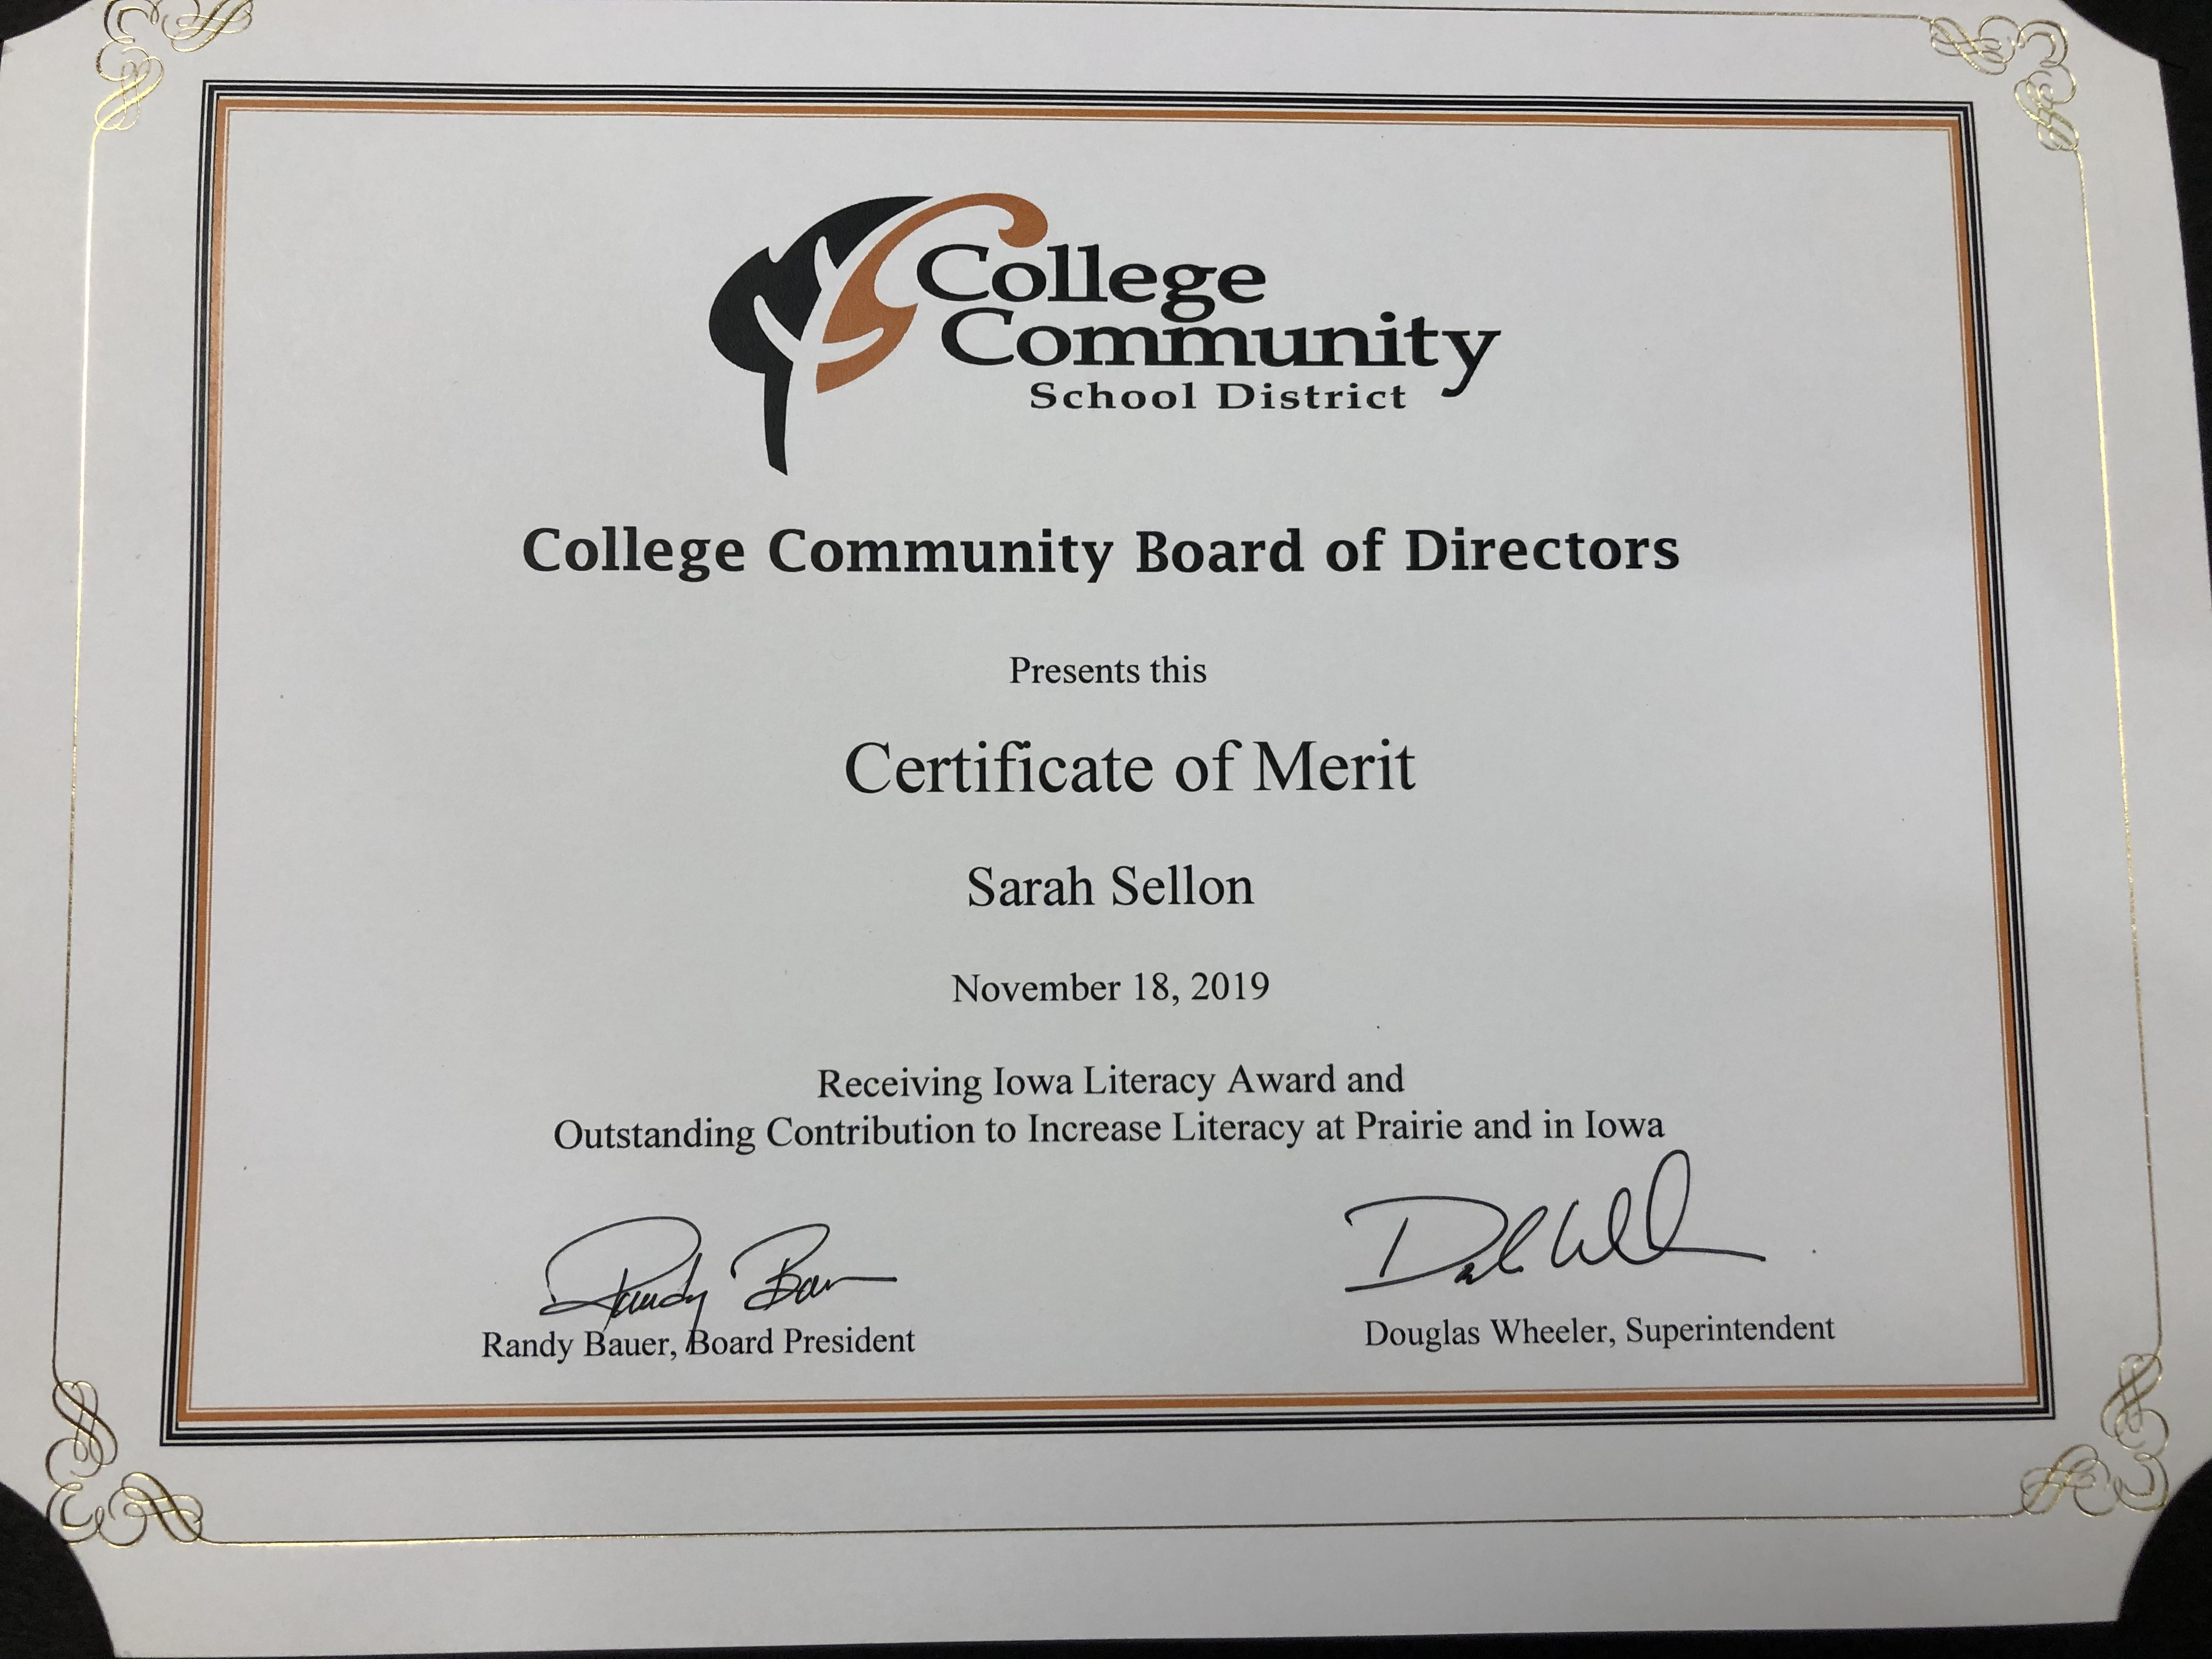 College
Community
School District
College Community Board of Directors
Presents this
Certificate of Merit
Sarah Sellon
November 18, 2019
Receiving Iowa Literacy Award and
Outstanding Contribution to Increase Literacy at Prairie and in Iowa
Randy Bauer, Board President
Douglas Wheeler, Superintendent